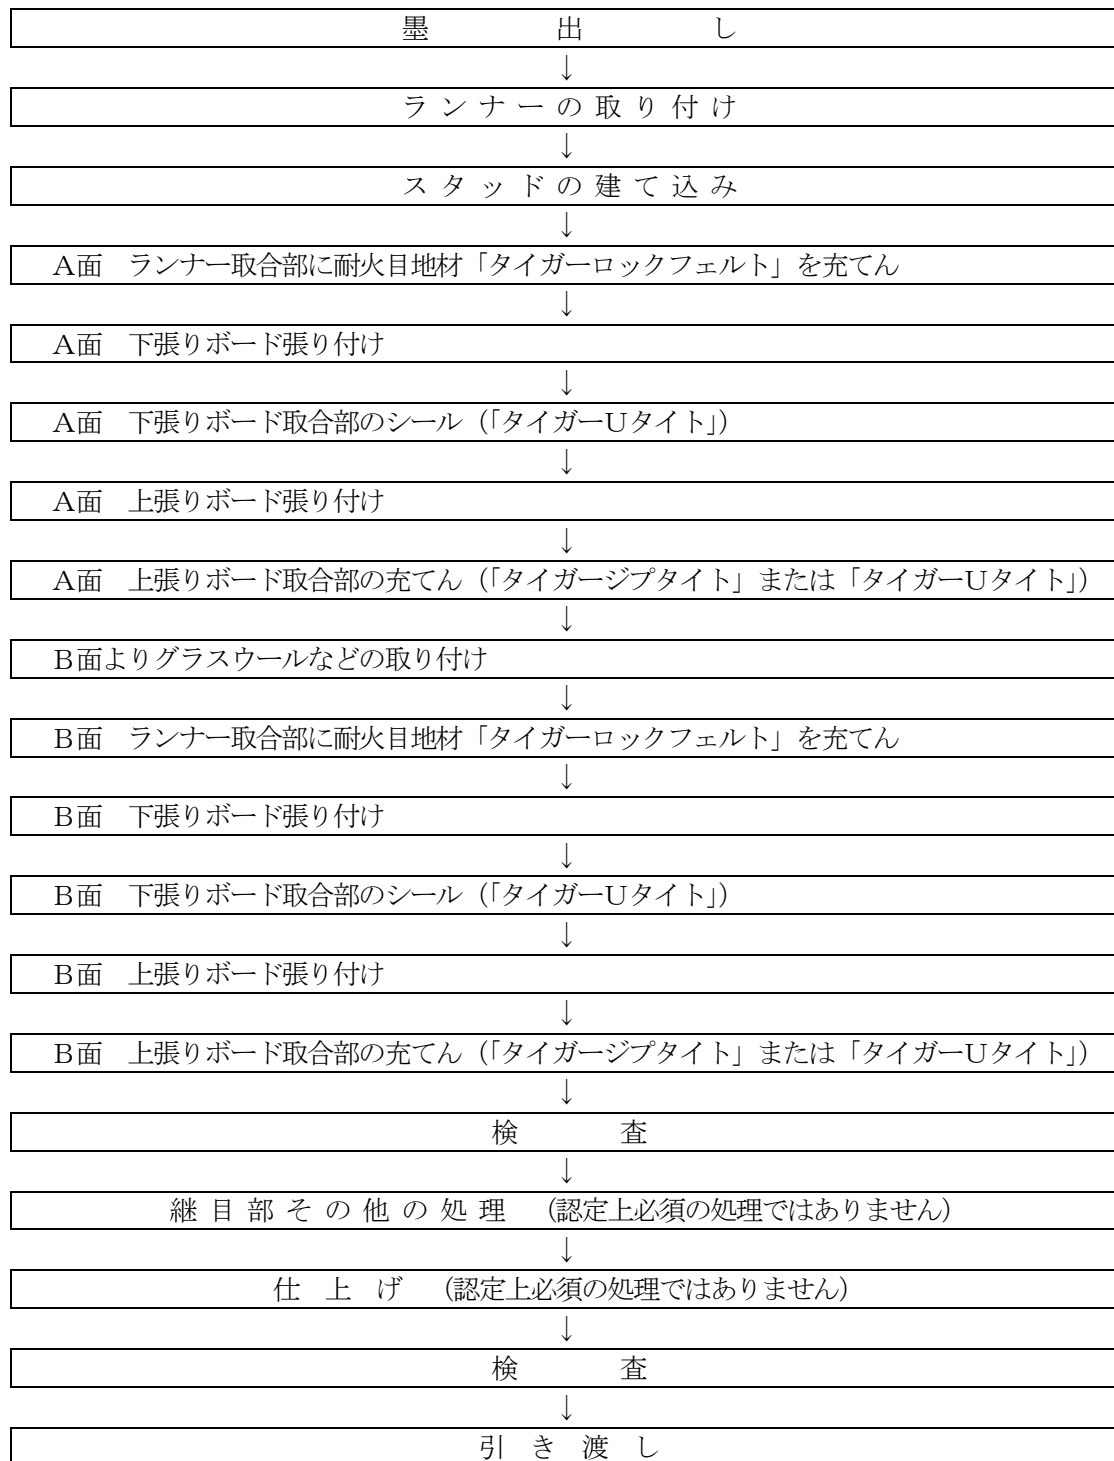 墨出し
↓
ランナーの取り付け
↓
スタッドの建て込み
↓
A面　ランナー取合部に耐火目地材「タイガーロックフェルト」を充てん
↓
A面　下張りボード張り付け
↓
A面　下張りボード取合部のシール（「タイガーUタイト」）
↓
A面　上張りボード張り付け
↓
A面　上張りボード取合部の充てん（「タイガージプタイト」または「タイガーUタイト」）
↓
B面よりグラスウールなどの取り付け
↓
B面　ランナー取合部に耐火目地材「タイガーロックフェルト」を充てん
↓
B面　下張りボード張り付け
↓
B面　下張りボード取合部のシール（「タイガーUタイト」）
↓
B面　上張りボード張り付け
↓
B面　上張りボード取合部の充てん（「タイガージプタイト」または「タイガーUタイト」）
↓
検査
↓
継目部その他の処理　（認定上必須の処理ではありません）
↓
仕上げ　（認定上必須の処理ではありません）
↓
検査
↓
引き渡し